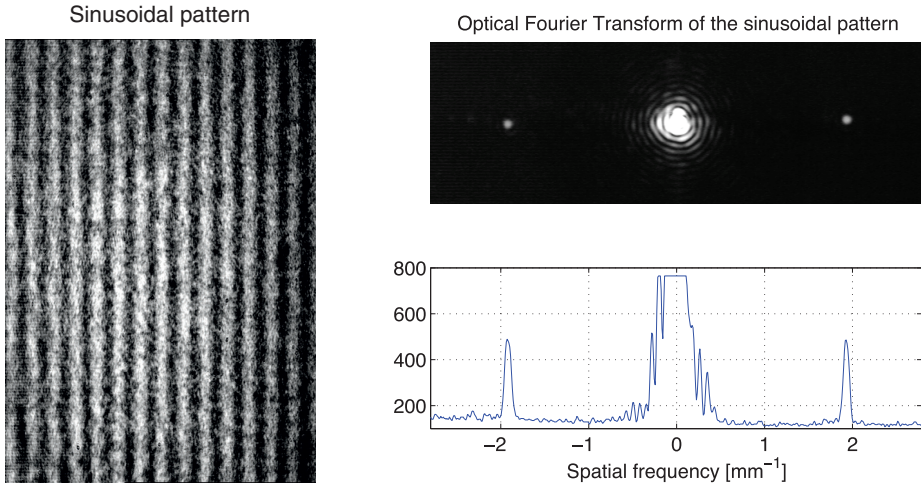 Sinusoidal pattern
Optical Fourier Transform of the sinusoidal pattern
800
600
400
200
−2 −1 0 1 2
Spatial frequency [mm⁻¹]